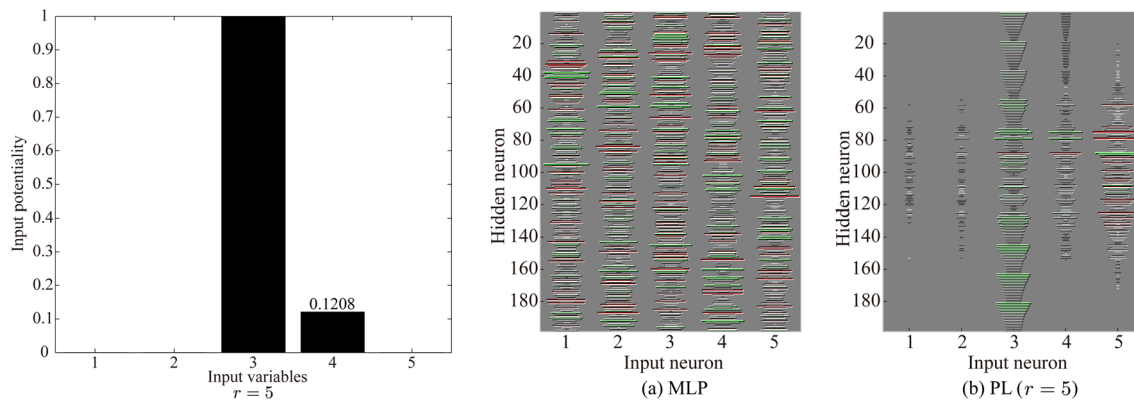 1
0.9
0.8
0.7
0.6
0.5
0.4
0.3
0.2
0.1
0
Input potentiality
0.1208
1 2 3 4 5
Input variables
r = 5
20
40
60
80
100
120
140
160
180
Hidden neuron
1 2 3 4 5
Input neuron
(a) MLP
20
40
60
80
100
120
140
160
180
Hidden neuron
1 2 3 4 5
Input neuron
(b) PL (r = 5)